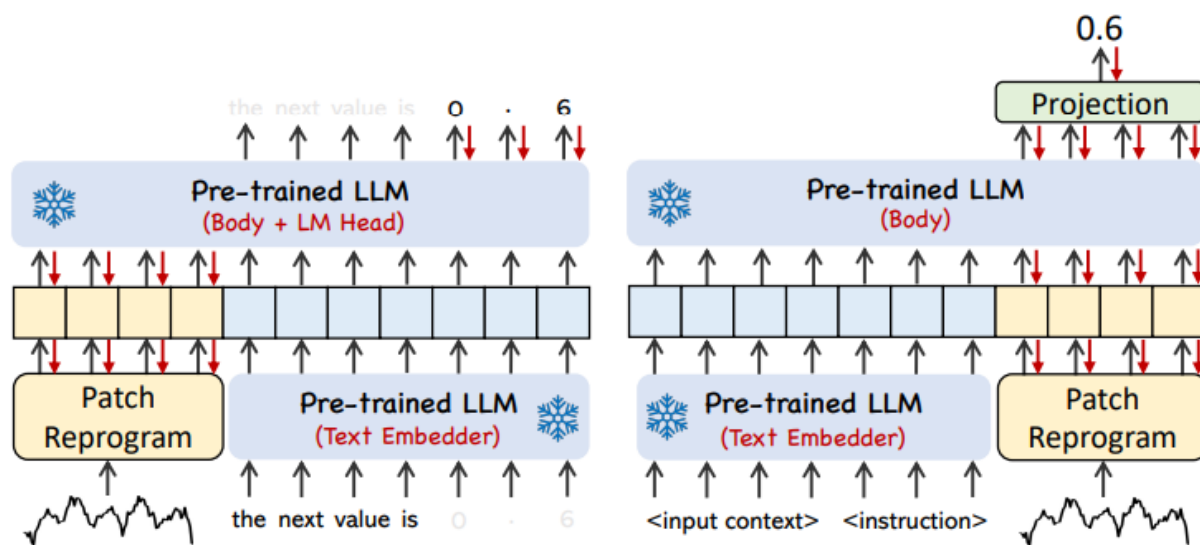 the next value is 0 . 6
Pre-trained LLM
(Body + LM Head)
Patch
Reprogram
Pre-trained LLM
(Text Embedder)
the next value is 0 . 6
0.6
Projection
Pre-trained LLM
(Body)
Pre-trained LLM
(Text Embedder)
Patch
Reprogram
<input context> <instruction>